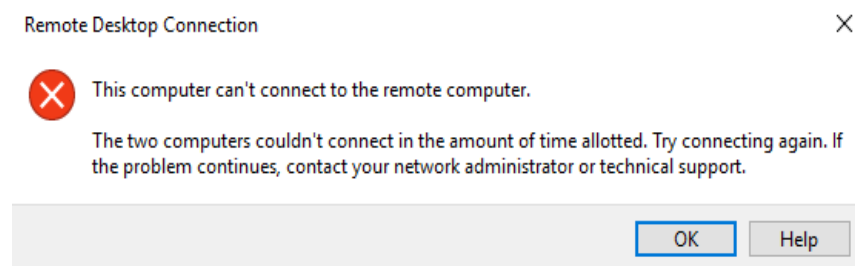 Remote Desktop Connection
This computer can't connect to the remote computer.
The two computers couldn't connect in the amount of time allotted. Try connecting again. If
the problem continues, contact your network administrator or technical support.
OK
Help